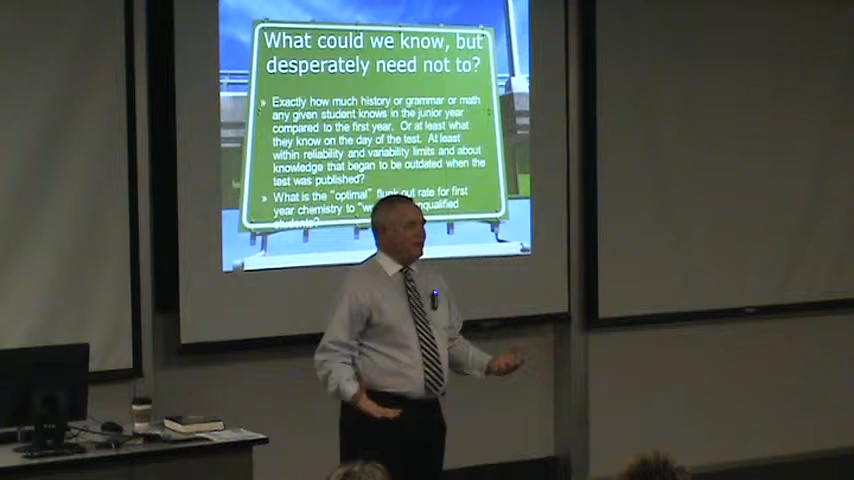 What could we know, but
desperately need not to?
» Exactly how much history or grammar or math
any given student knows in the junior year
compared to the first year. Or at least what
they know on the day of the test. At least
within reliability and variability limits and about
knowledge that began to be outdated when the
test was published?
» What is the "optimal" flunk out rate for first
year chemistry to "we unqualified
students?